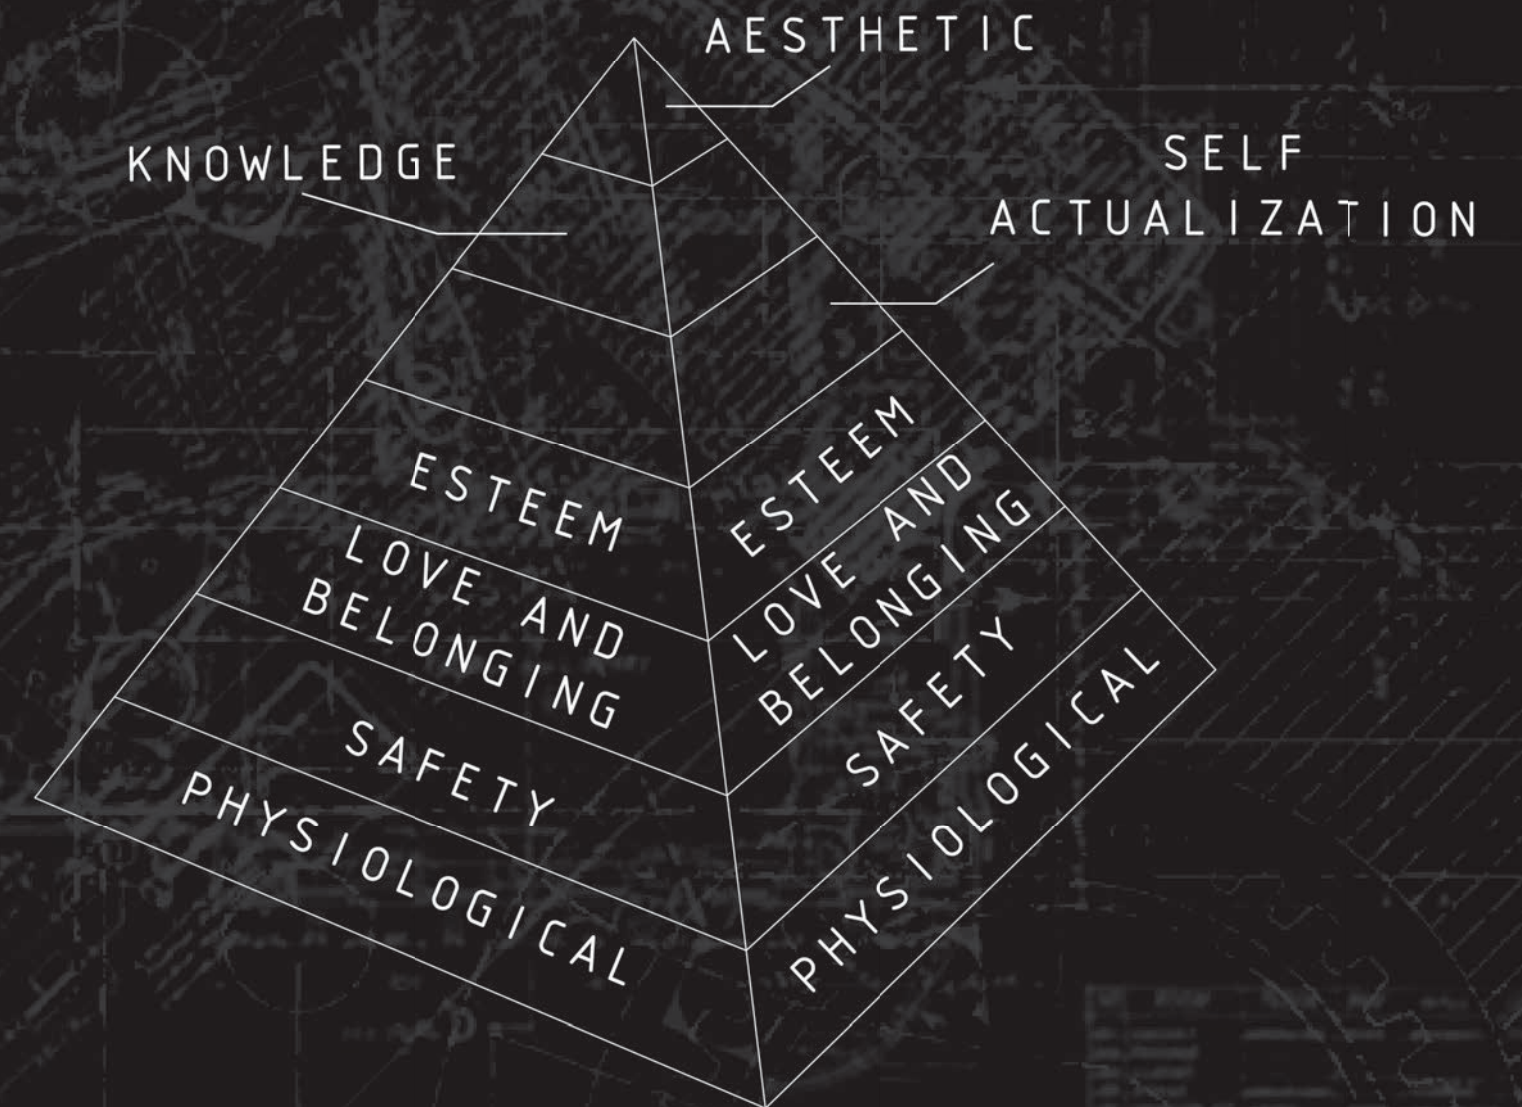 AESTHETIC
KNOWLEDGE
SELF
ACTUALIZATION
ESTEEM
LOVE AND
BELONGING
SAFETY
PHYSIOLOGICAL
ESTEEM
LOVE AND
BELONGING
SAFETY
PHYSIOLOGICAL